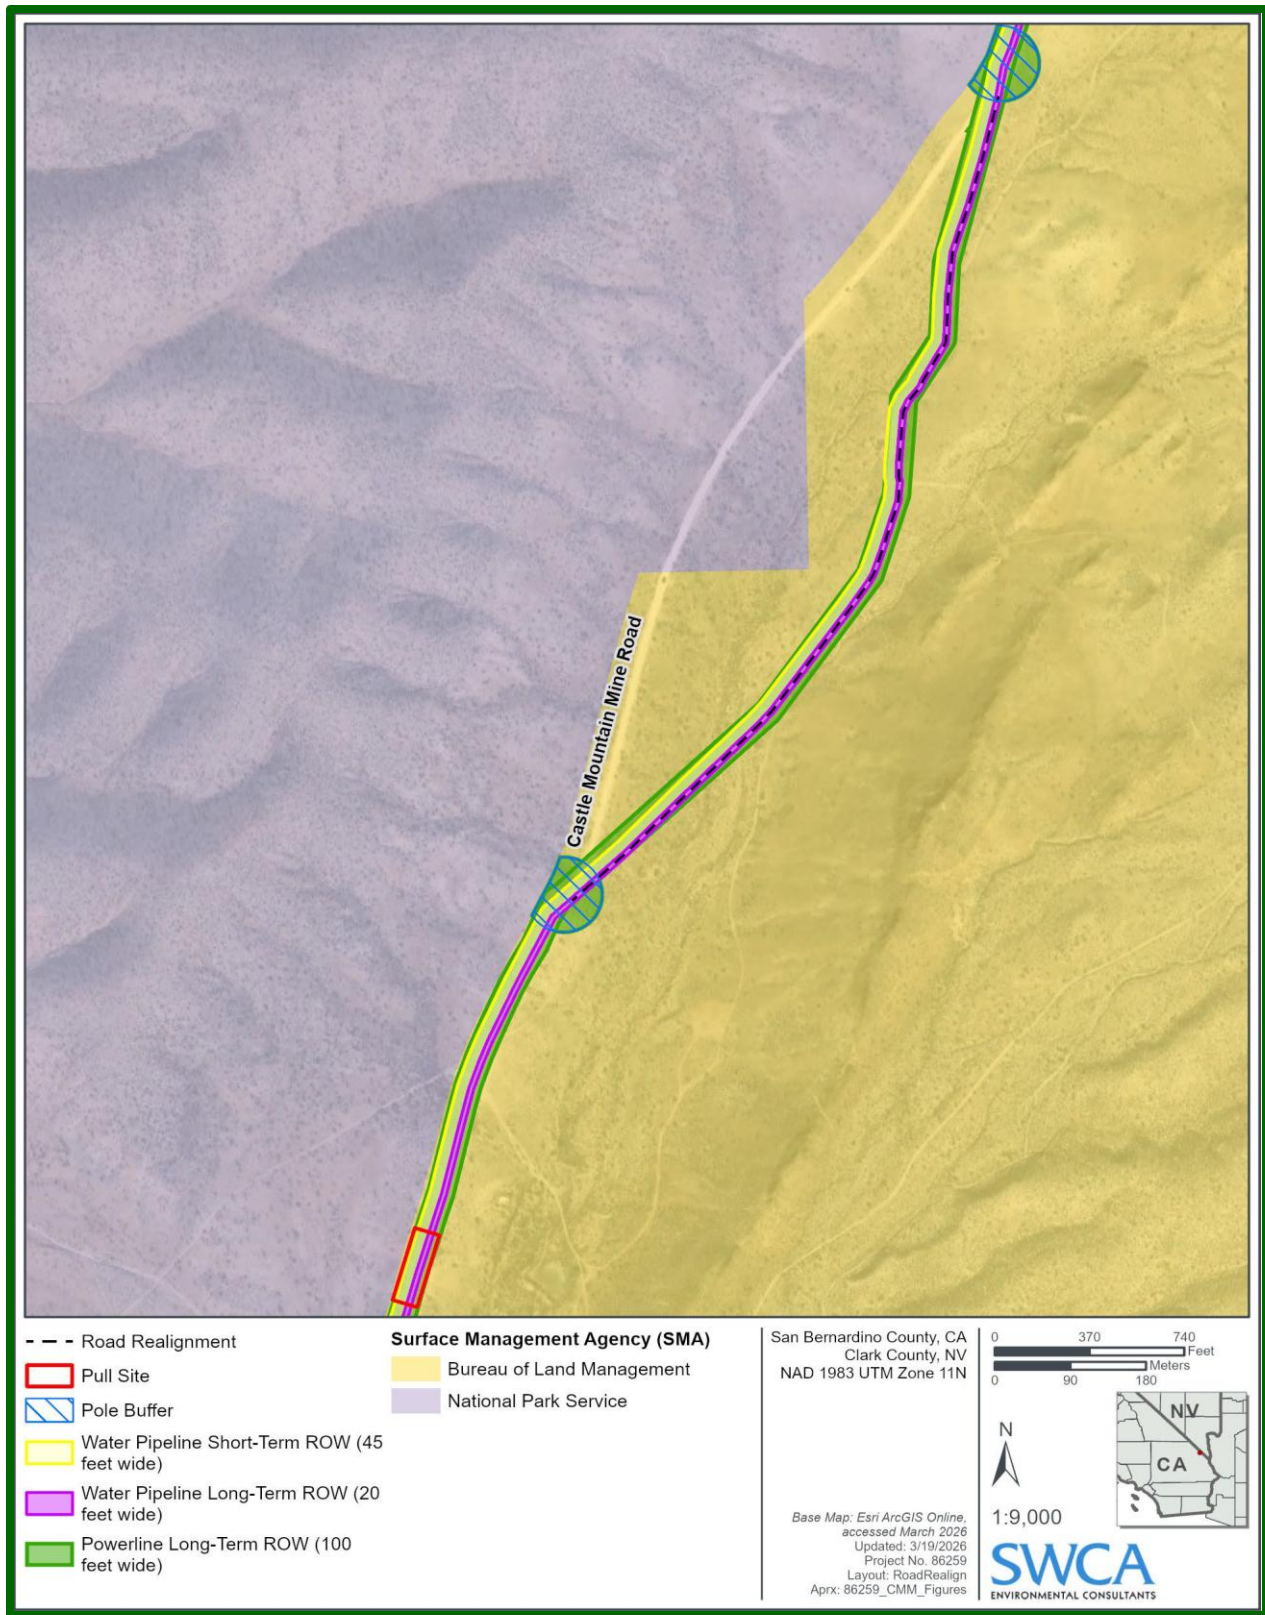 Castle Mountain Mine Road
Road Realignment
Pull Site
Pole Buffer
Water Pipeline Short-Term ROW (45
feet wide)
Water Pipeline Long-Term ROW (20
feet wide)
Powerline Long-Term ROW (100
feet wide)
Surface Management Agency (SMA)
Bureau of Land Management
National Park Service
San Bernardino County, CA
Clark County, NV
NAD 1983 UTM Zone 11N
Base Map: Esri ArcGIS Online,
accessed March 2026
Updated: 3/19/2026
Project No. 86259
Layout: RoadRealign
Aprx: 86259_CMM_Figures
0 370 740
Feet
Meters
0 90 180
N
1:9,000
NV
CA
SWCA
ENVIRONMENTAL CONSULTANTS